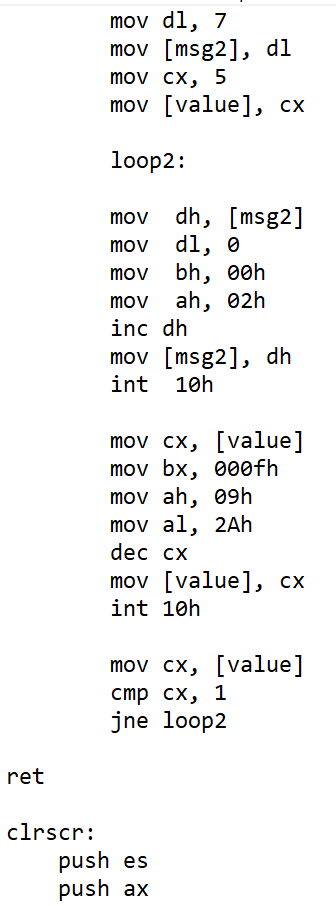 mov dl, 7
mov [msg2], dl
mov cx, 5
mov [value], cx
loop2:
mov  dh, [msg2]
mov  dl, 0
mov  bh, 00h
mov  ah, 02h
inc dh
mov [msg2], dh
int  10h
mov cx, [value]
mov bx, 000fh
mov ah, 09h
mov al, 2Ah
dec cx
mov [value], cx
int 10h
mov cx, [value]
cmp cx, 1
jne loop2
ret
clrscr:
push es
push ax